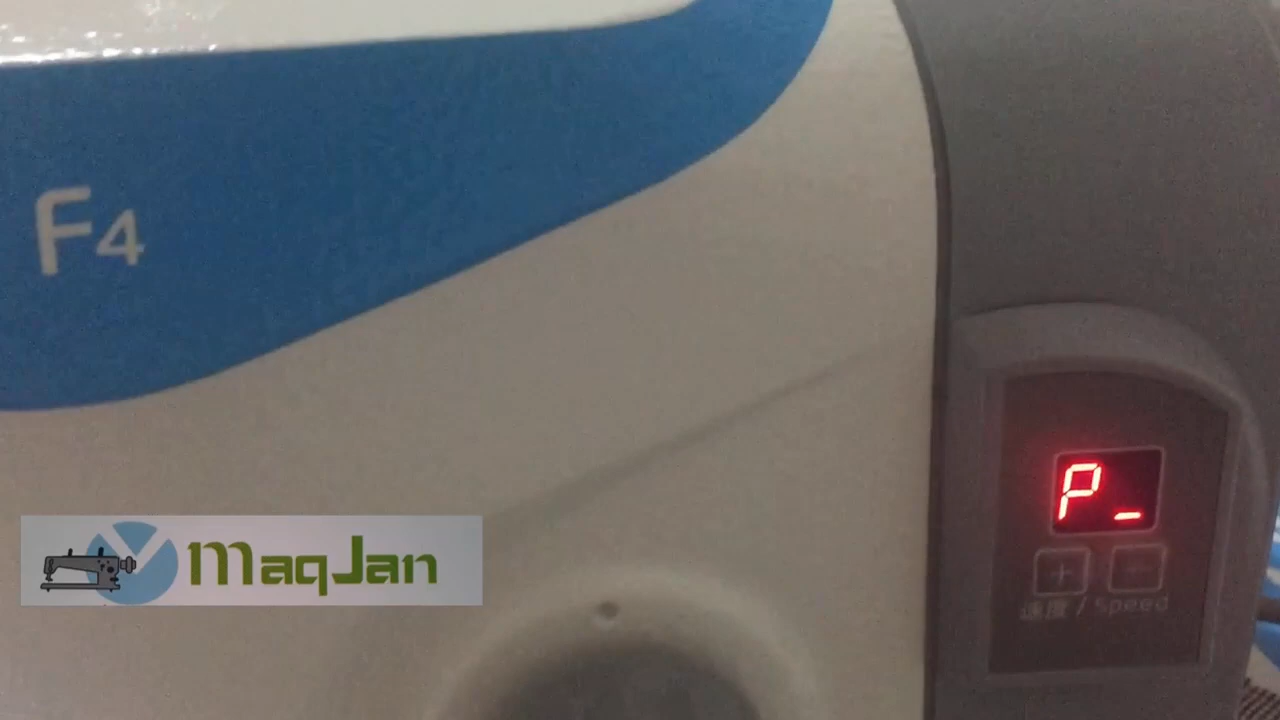 F4
P_
+ -
速度 / Speed
MaqJan